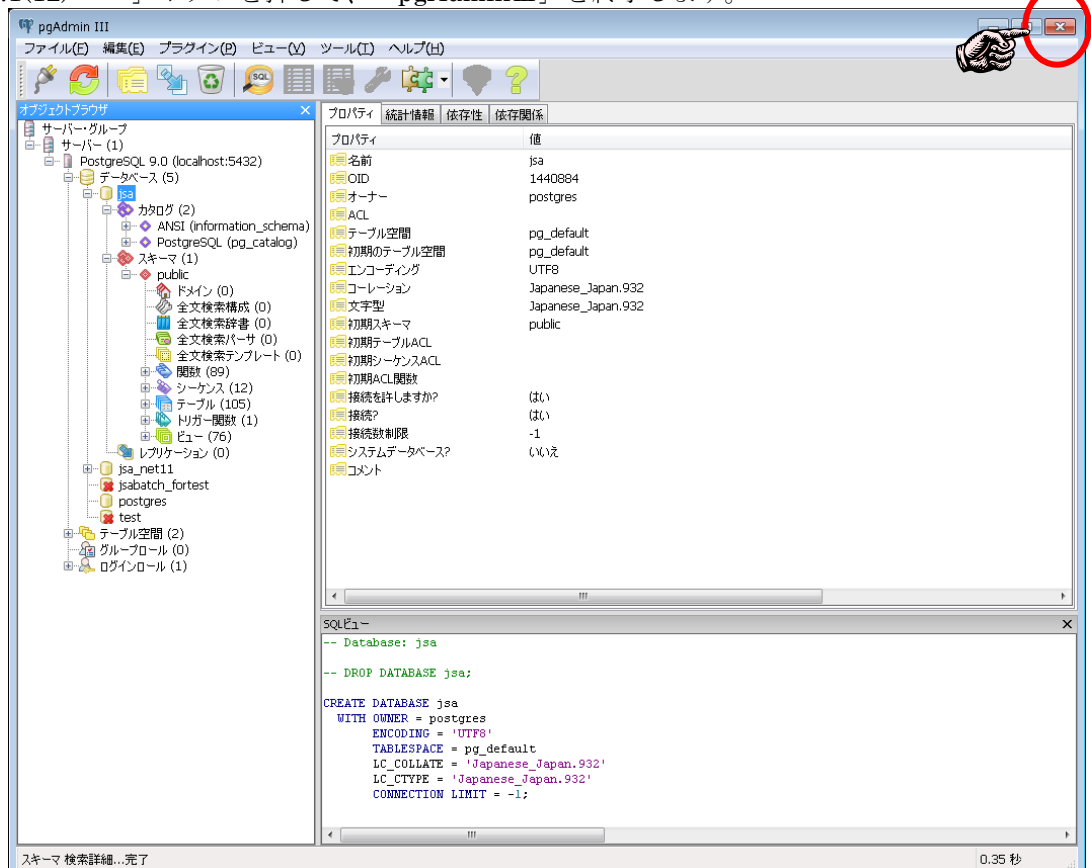 pgAdmin III
ファイル(F) 編集(E) プラグイン(P) ビュー(V) ツール(T) ヘルプ(H)
SQL
オブジェクトブラウザ
サーバー・グループ
サーバー (1)
PostgreSQL 9.0 (localhost:5432)
データベース (5)
jsa
カタログ (2)
ANSI (information_schema)
PostgreSQL (pg_catalog)
スキーマ (1)
public
ドメイン (0)
全文検索構成 (0)
全文検索辞書 (0)
全文検索パーサ (0)
全文検索テンプレート (0)
関数 (89)
シーケンス (12)
テーブル (105)
トリガー関数 (1)
ビュー (76)
レプリケーション (0)
jsa_net11
jsabatch_fortest
postgres
test
テーブル空間 (2)
グループロール (0)
ログインロール (1)
プロパティ 統計情報 依存性 依存関係
プロパティ 値
名前 jsa
OID 1440884
オーナー postgres
ACL
テーブル空間 pg_default
初期のテーブル空間 pg_default
エンコーディング UTF8
コーレーション Japanese_Japan.932
文字型 Japanese_Japan.932
初期スキーマ public
初期テーブルACL
初期シーケンスACL
初期ACL関数
接続を許しますか? はい
接続? はい
接続数制限 -1
システムデータベース? いいえ
コメント
SQLビュー
-- Database: jsa
-- DROP DATABASE jsa;
CREATE DATABASE jsa
WITH OWNER = postgres
ENCODING = 'UTF8'
TABLESPACE = pg_default
LC_COLLATE = 'Japanese_Japan.932'
LC_CTYPE = 'Japanese_Japan.932'
CONNECTION LIMIT = -1;
スキーマ 検索詳細...完了 0.35 秒